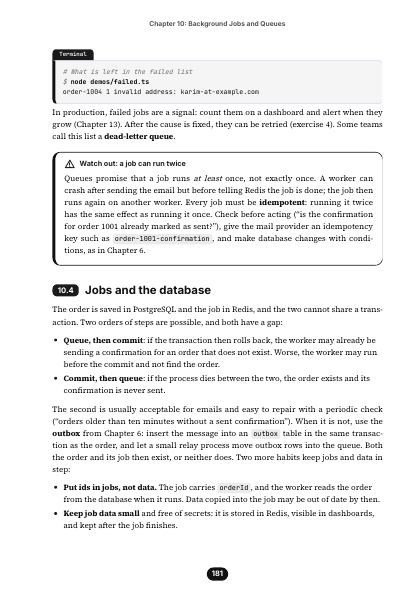 Chapter 10: Background Jobs and Queues
Terminal
# What is left in the failed list
$ node demos/failed.ts
order-1004 1 invalid address: karim-at-example.com
In production, failed jobs are a signal: count them on a dashboard and alert when they
grow (Chapter 13). After the cause is fixed, they can be retried (exercise 4). Some teams
call this list a dead-letter queue.
Watch out: a job can run twice
Queues promise that a job runs at least once, not exactly once. A worker can
crash after sending the email but before telling Redis the job is done; the job then
runs again on another worker. Every job must be idempotent: running it twice
has the same effect as running it once. Check before acting (“is the confirmation
for order 1001 already marked as sent?”), give the mail provider an idempotency
key such as order-1001-confirmation, and make database changes with condi-
tions, as in Chapter 6.
10.4 Jobs and the database
The order is saved in PostgreSQL and the job in Redis, and the two cannot share a trans-
action. Two orders of steps are possible, and both have a gap:
• Queue, then commit: if the transaction then rolls back, the worker may already be
sending a confirmation for an order that does not exist. Worse, the worker may run
before the commit and not find the order.
• Commit, then queue: if the process dies between the two, the order exists and its
confirmation is never sent.
The second is usually acceptable for emails and easy to repair with a periodic check
(“orders older than ten minutes without a sent confirmation”). When it is not, use the
outbox from Chapter 6: insert the message into an outbox table in the same transac-
tion as the order, and let a small relay process move outbox rows into the queue. Both
the order and its job then exist, or neither does. Two more habits keep jobs and data in
step:
• Put ids in jobs, not data. The job carries orderId, and the worker reads the order
from the database when it runs. Data copied into the job may be out of date by then.
• Keep job data small and free of secrets: it is stored in Redis, visible in dashboards,
and kept after the job finishes.
181